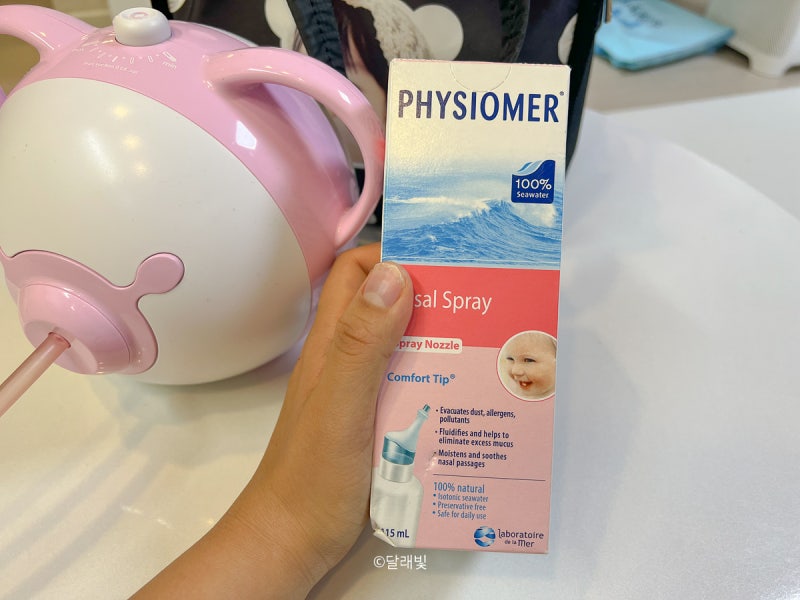 PHYSIOMER®
100%
Seawater
sal Spray
pray Nozzle
Comfort Tip®
• Evacuates dust, allergens,
pollutants
• Fluidifies and helps to
eliminate excess mucus
• Moistens and soothes
nasal passages
100% natural
• Isotonic seawater
• Preservative free
• Safe for daily use
115 mL
laboratoire
de la mer
©달래빛